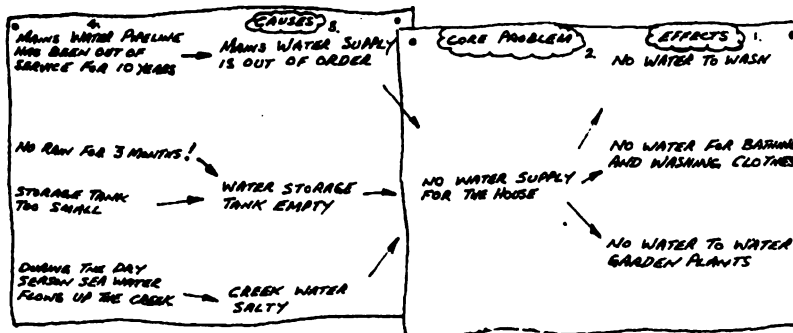 4.
MAINS WATER PIPELINE
HAS BEEN OUT OF
SERVICE FOR 10 YEARS
CAUSES 3.
MAINS WATER SUPPLY
IS OUT OF ORDER
NO RAIN FOR 3 MONTHS!
STORAGE TANK
TOO SMALL
WATER STORAGE
TANK EMPTY
DURING THE DAY
SEASON SEA WATER
FLOWS UP THE CREEK
CREEK WATER
SALTY
CORE PROBLEM 2.
NO WATER SUPPLY
FOR THE HOUSE
EFFECTS 1.
NO WATER TO WASH
NO WATER FOR BATHING
AND WASHING CLOTHES
NO WATER TO WATER
GARDEN PLANTS